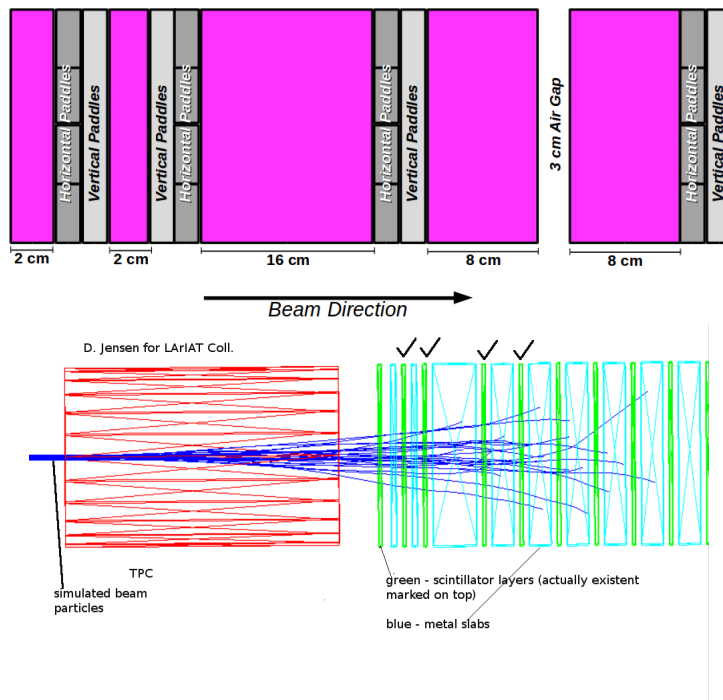 Horizontal Paddles
Vertical Paddles
Vertical Paddles
Horizontal Paddles
Horizontal Paddles
Vertical Paddles
3 cm Air Gap
Horizontal Paddles
Vertical Paddles
2 cm
2 cm
16 cm
8 cm
8 cm
Beam Direction
D. Jensen for LArIAT Coll.
TPC
simulated beam
particles
green - scintillator layers (actually existent
marked on top)
blue - metal slabs